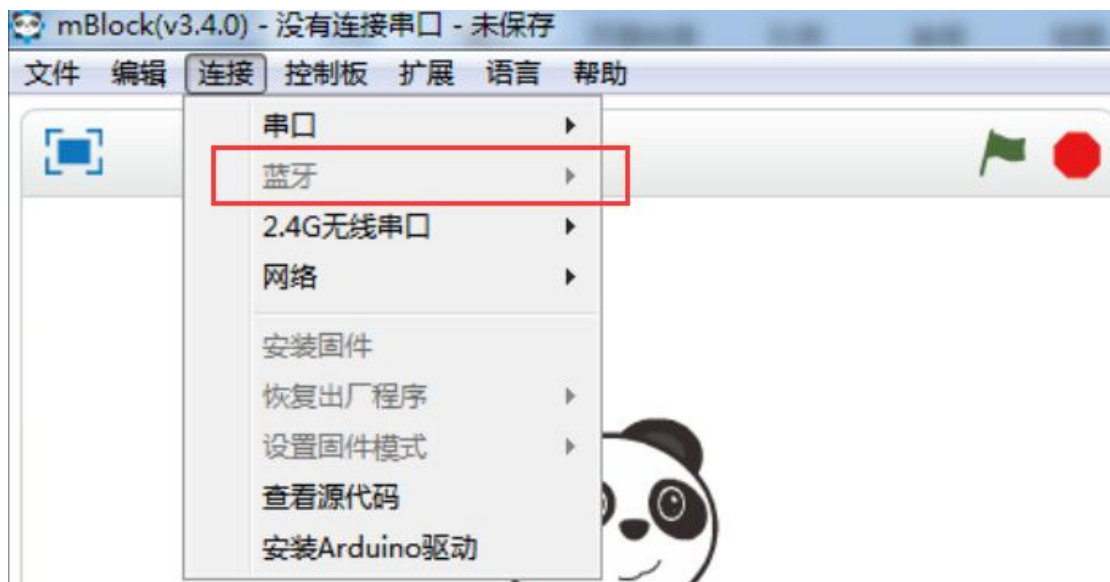 mBlock(v3.4.0) - 没有连接串口 - 未保存
文件 编辑 连接 控制板 扩展 语言 帮助
串口
蓝牙
2.4G无线串口
网络
安装固件
恢复出厂程序
设置固件模式
查看源代码
安装Arduino驱动